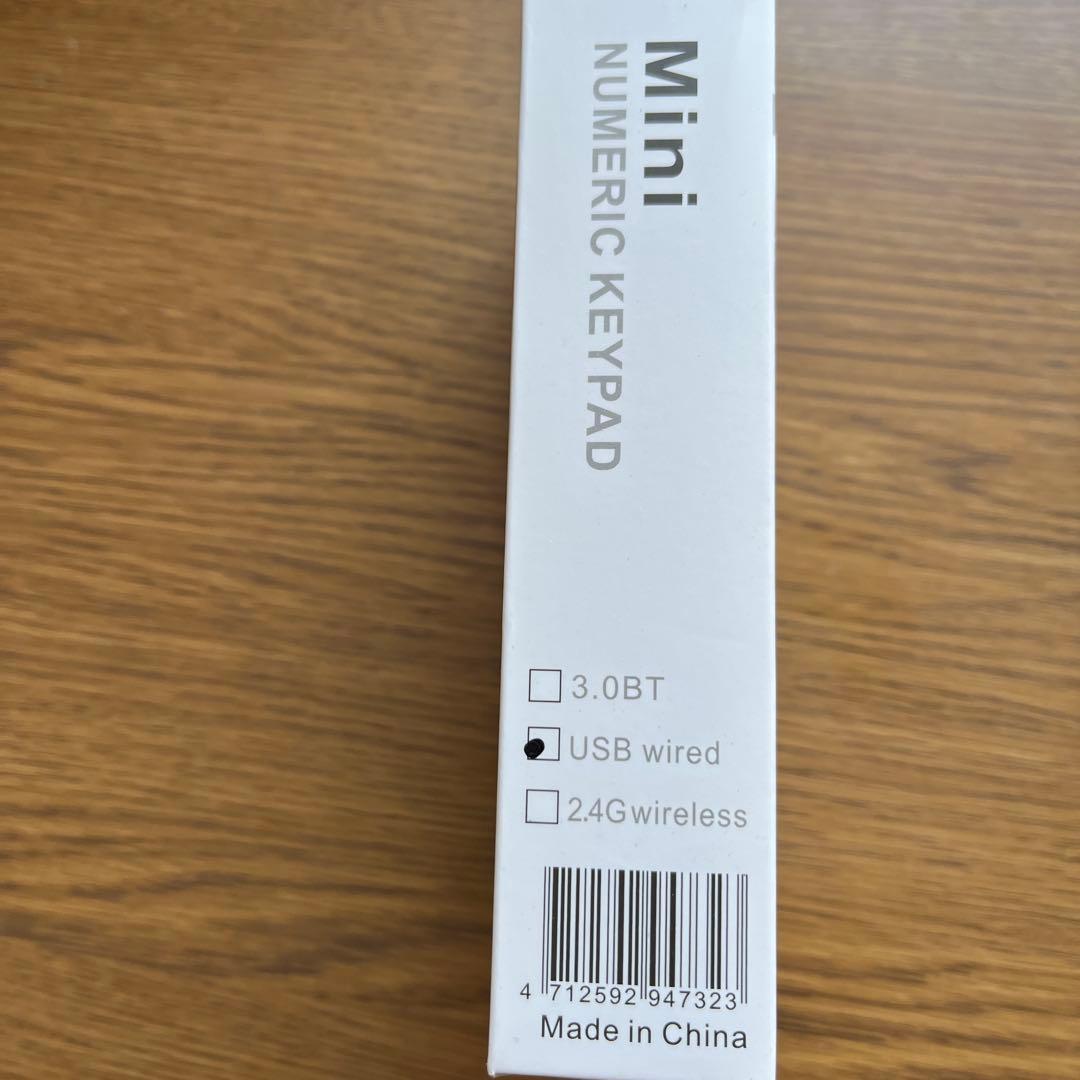 Mini
NUMERIC KEYPAD
3.0BT
USB wired
2.4Gwireless
4 712592 947323
Made in China